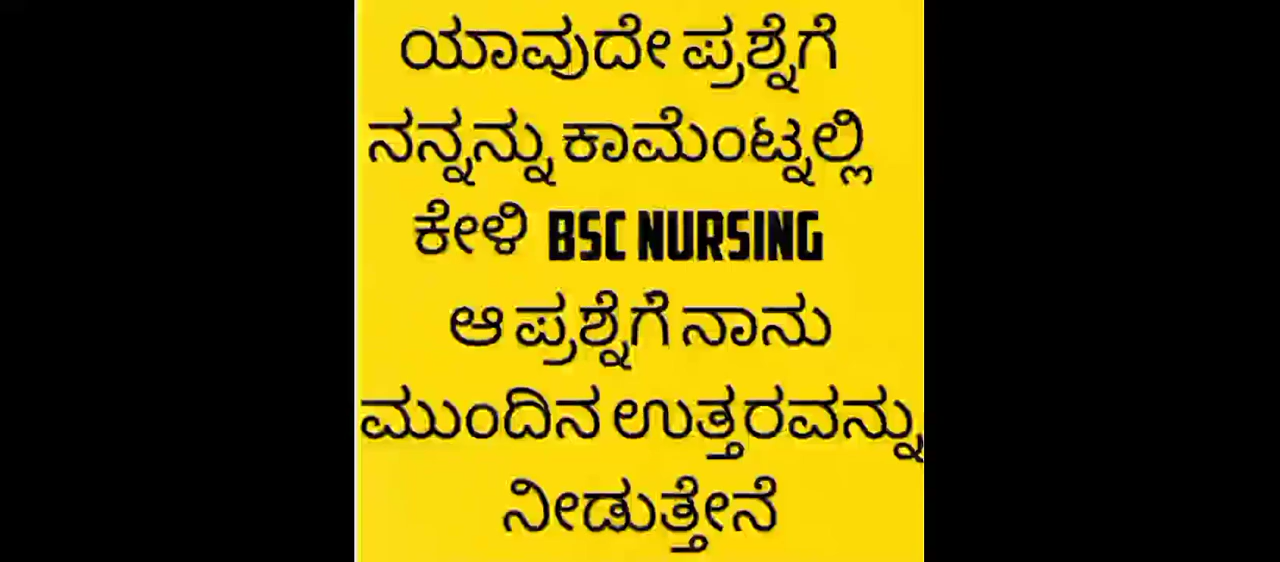 ಯಾವುದೇ ಪ್ರಶ್ನೆಗೆ
ನನ್ನನ್ನು ಕಾಮೆಂಟ್ನಲ್ಲಿ
ಕೇಳಿ BSC NURSING
ಆ ಪ್ರಶ್ನೆಗೆ ನಾನು
ಮುಂದಿನ ಉತ್ತರವನ್ನು
ನೀಡುತ್ತೇನೆ